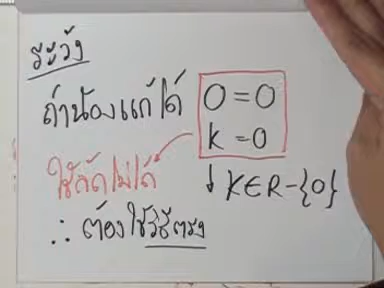 ระวัง
ถ้าน้องแก้ได้ 0 = 0
k = 0
ใช้ลัดไม่ได้
↓ K ∈ R - {0}
∴ ต้องใช้วิธีตรง